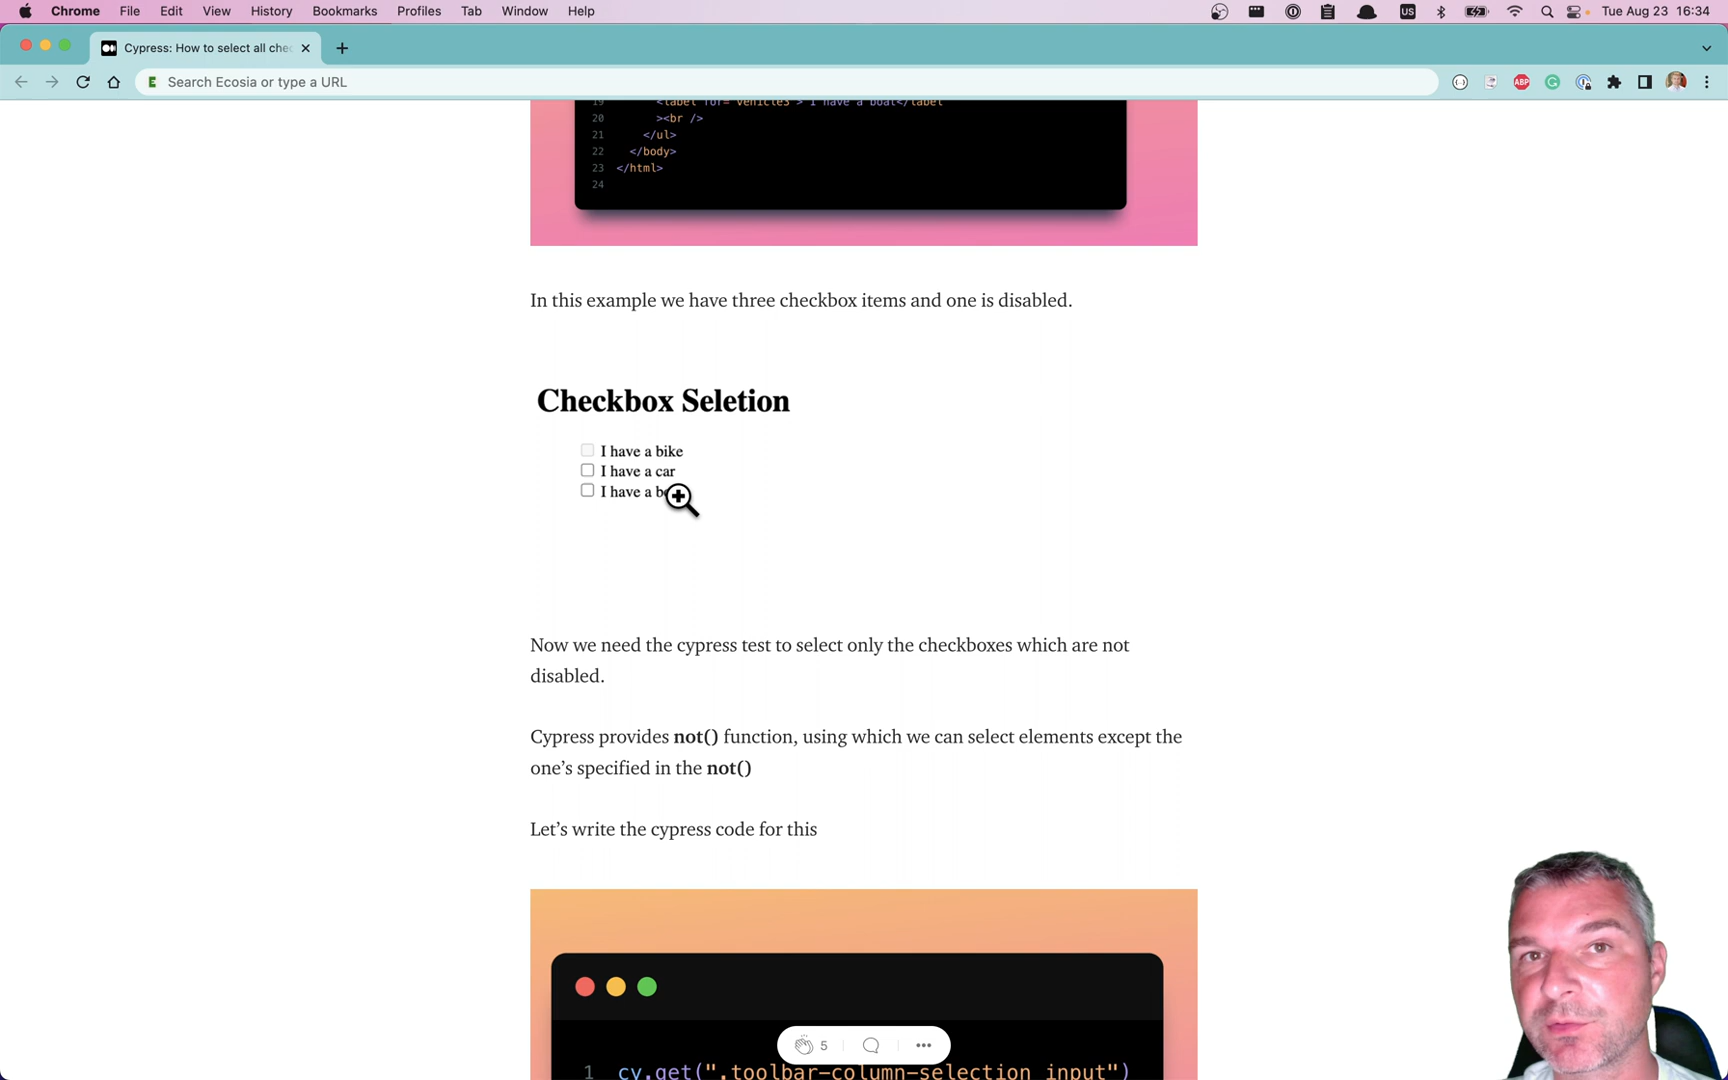 Chrome File Edit View History Bookmarks Profiles Tab Window Help US Tue Aug 23 16:34
Cypress: How to select all che
E Search Ecosia or type a URL ABP
19 <label for="vehicle3"> I have a boat</label
20 ><br />
21 </ul>
22 </body>
23 </html>
24
In this example we have three checkbox items and one is disabled.
Checkbox Seletion
I have a bike
I have a car
I have a
Now we need the cypress test to select only the checkboxes which are not
disabled.
Cypress provides not() function, using which we can select elements except the
one’s specified in the not()
Let’s write the cypress code for this
5
1 cy.get(".toolbar-column-selection input")